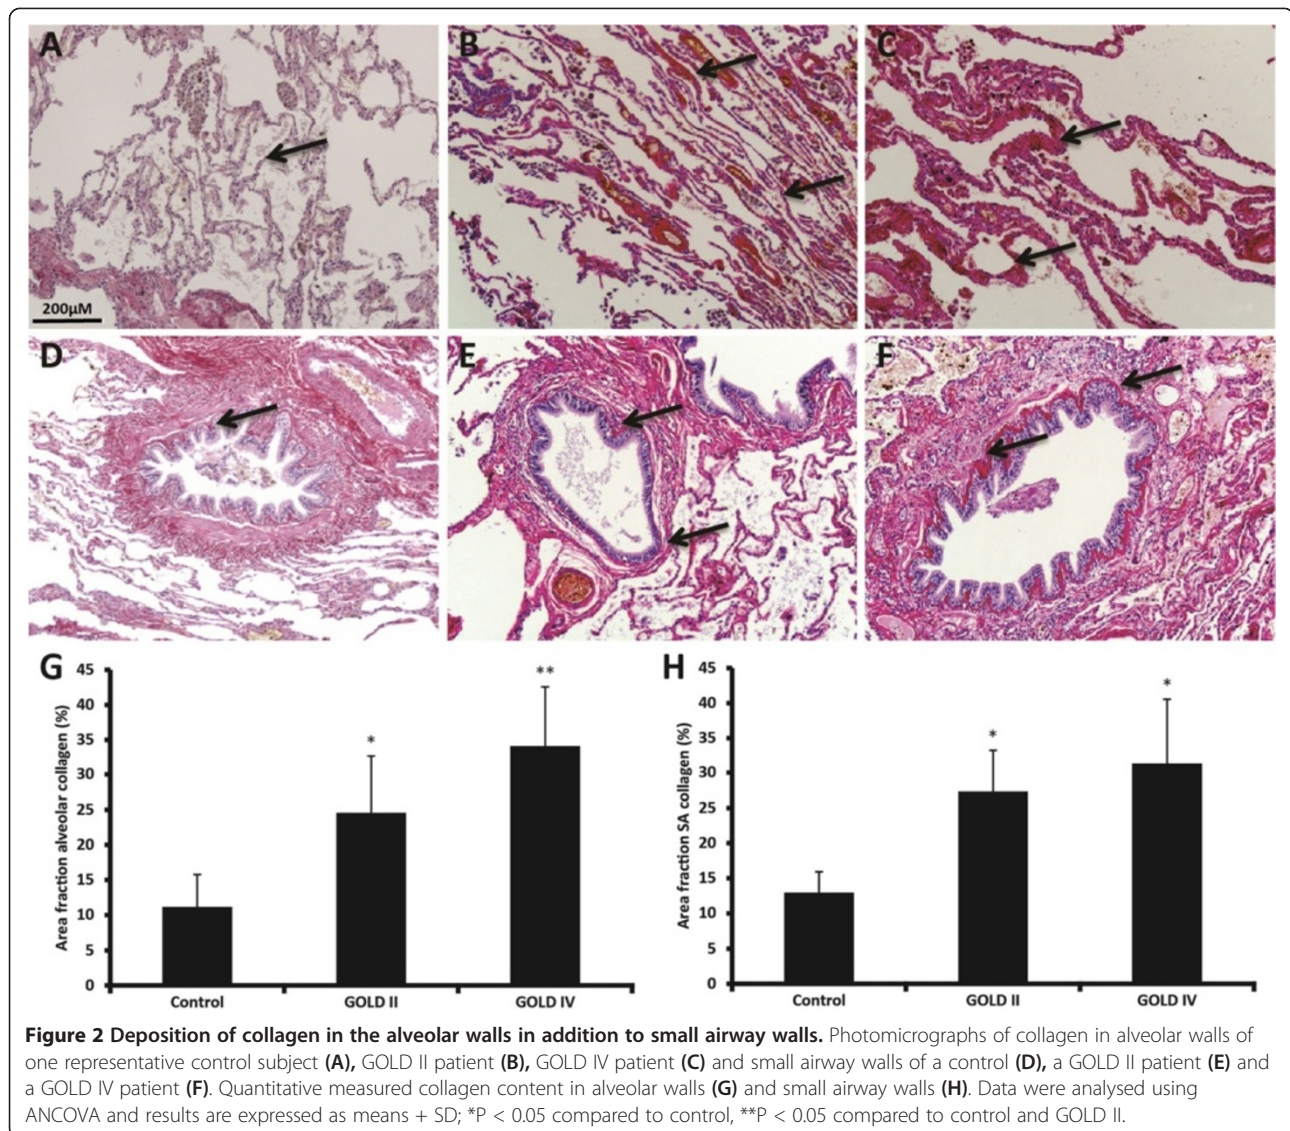 A
B
C
200µM
D
E
F
G
Area fraction alveolar collagen (%)
45
40
35
30
25
20
15
10
5
0
*
**
Control
GOLD II
GOLD IV
H
Area fraction SA collagen (%)
45
40
35
30
25
20
15
10
5
0
*
*
Control
GOLD II
GOLD IV
Figure 2 Deposition of collagen in the alveolar walls in addition to small airway walls. Photomicrographs of collagen in alveolar walls of
one representative control subject (A), GOLD II patient (B), GOLD IV patient (C) and small airway walls of a control (D), a GOLD II patient (E) and
a GOLD IV patient (F). Quantitative measured collagen content in alveolar walls (G) and small airway walls (H). Data were analysed using
ANCOVA and results are expressed as means + SD; *P < 0.05 compared to control, **P < 0.05 compared to control and GOLD II.